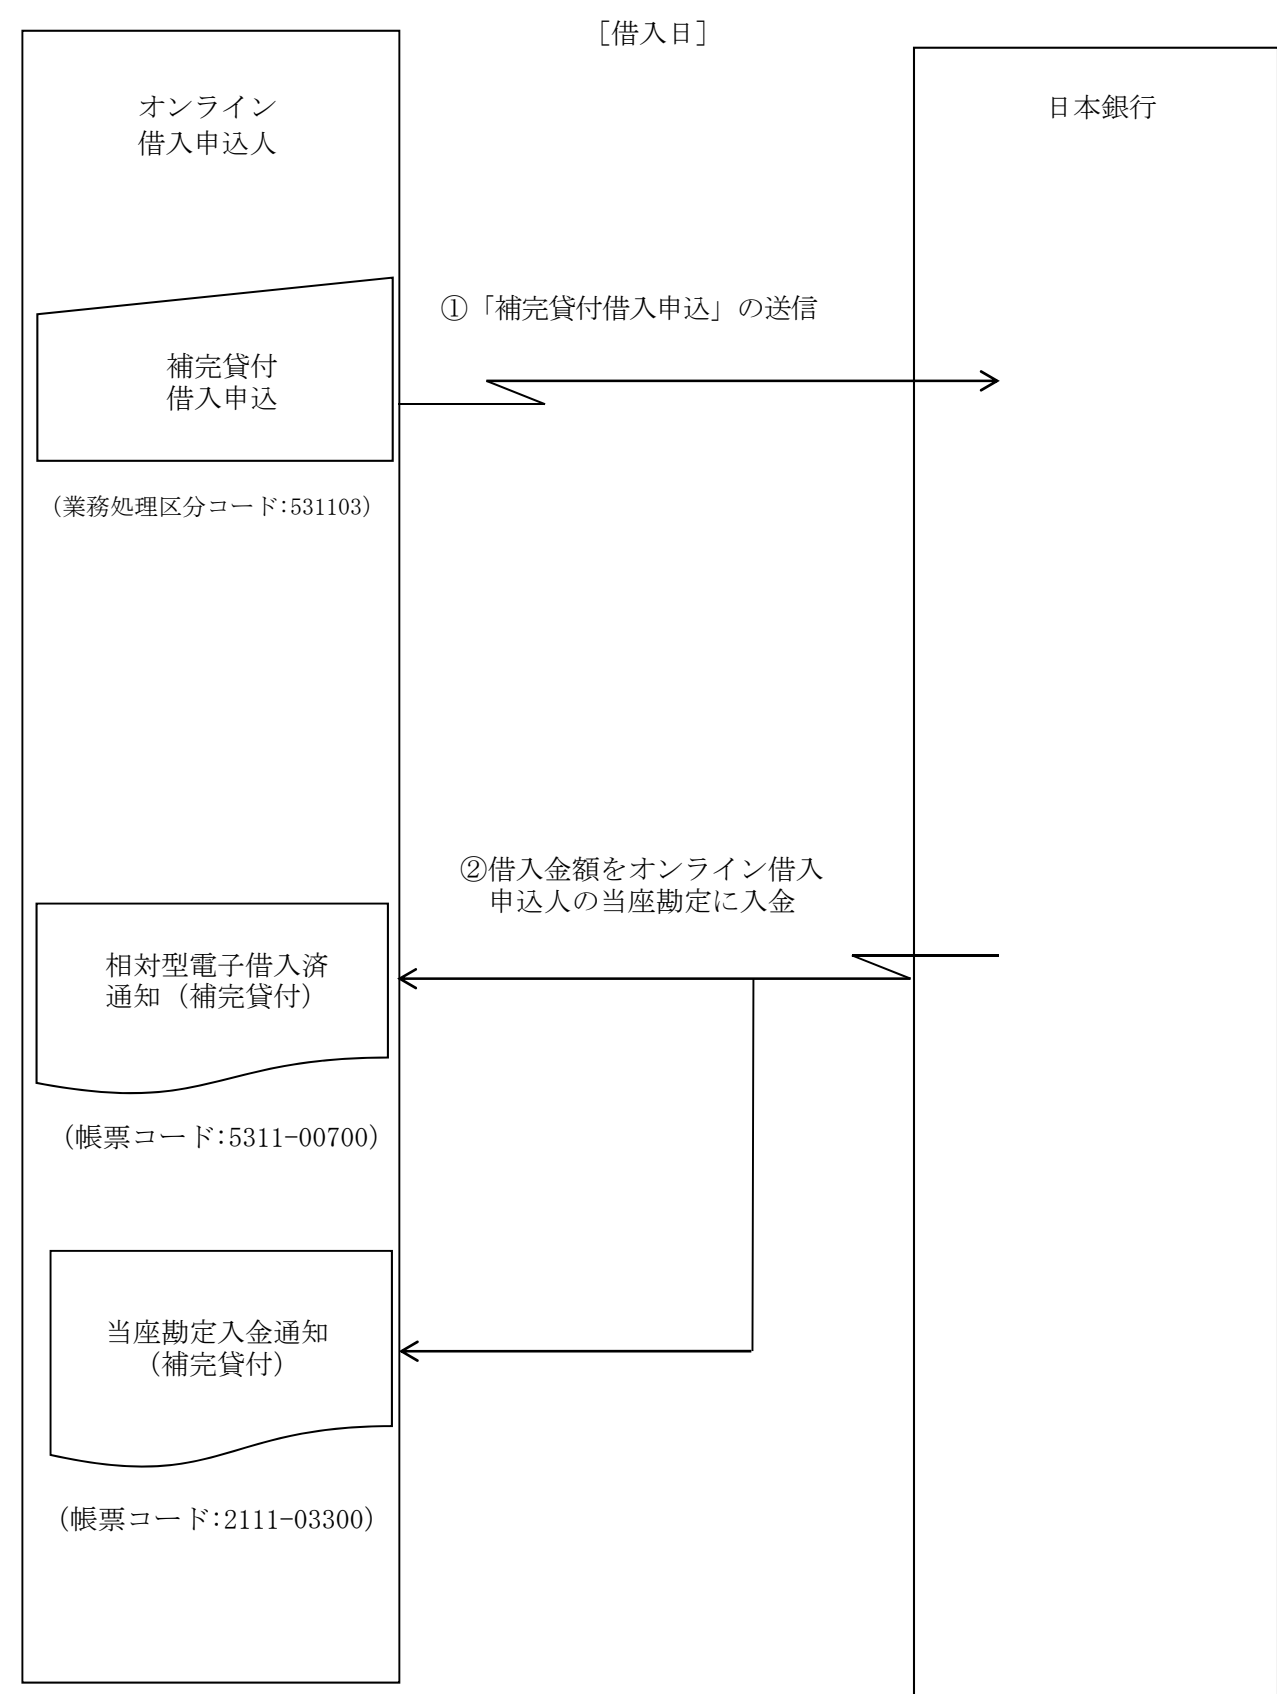 ［借入日］
オンライン
借入申込人
日本銀行
①「補完貸付借入申込」の送信
補完貸付
借入申込
（業務処理区分コード:531103）
②借入金額をオンライン借入
申込人の当座勘定に入金
相対型電子借入済
通知（補完貸付）
（帳票コード:5311-00700）
当座勘定入金通知
（補完貸付）
（帳票コード:2111-03300）